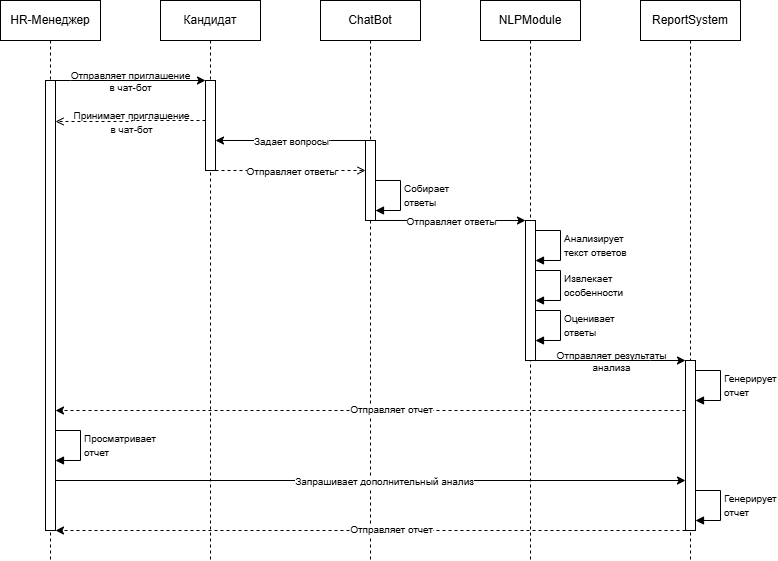 HR-Менеджер
Кандидат
ChatBot
NLPModule
ReportSystem
Отправляет приглашение
в чат-бот
Принимает приглашение
в чат-бот
Задает вопросы
Отправляет ответы
Собирает
ответы
Отправляет ответы
Анализирует
текст ответов
Извлекает
особенности
Оценивает
ответы
Отправляет результаты
анализа
Генерирует
отчет
Отправляет отчет
Просматривает
отчет
Запрашивает дополнительный анализ
Генерирует
отчет
Отправляет отчет